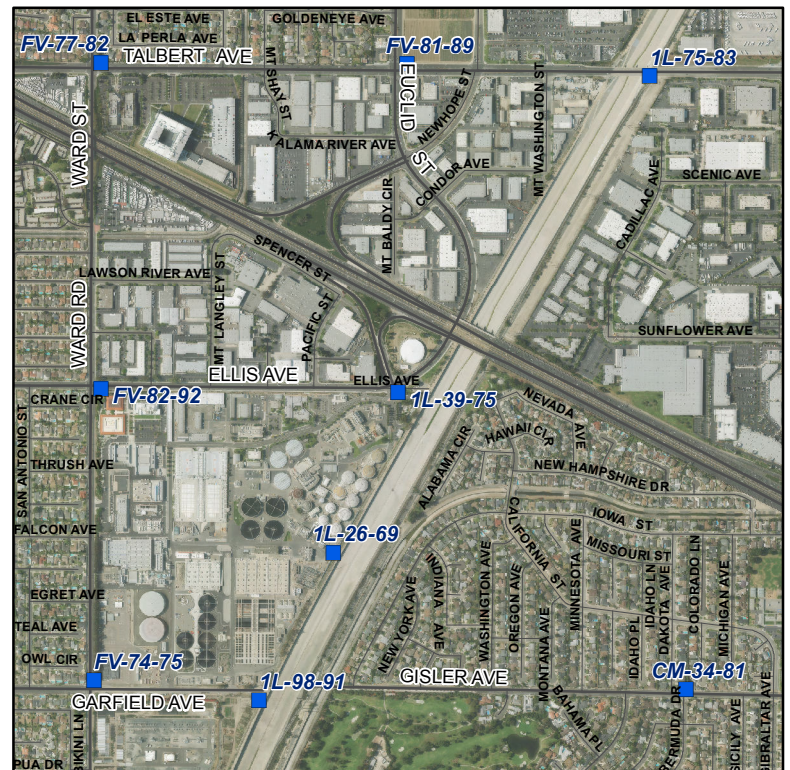 EL ESTE AVE
GOLDENEYE AVE
LA PERLA AVE
FV-77-82
TALBERT AVE
FV-81-89
1L-75-83
MT SHAY ST
EUCLID ST
NEWHOPE ST
MT WASHINGTON ST
WARD ST
KALAMA RIVER AVE
CONDOR AVE
SCENIC AVE
CADILLAC AVE
MT BALDY CIR
SPENCER ST
LAWSON RIVER AVE
MT LANGLEY ST
PACIFIC ST
WARD RD
SUNFLOWER AVE
ELLIS AVE
ELLIS AVE
CRANE CIR
FV-82-92
1L-39-75
NEVADA AVE
SAN ANTONIO ST
HAWAII CIR
ALABAMA CIR
THRUSH AVE
NEW HAMPSHIRE DR
CALIFORNIA ST
IOWA ST
FALCON AVE
1L-26-69
MISSOURI ST
MINNESOTA AVE
INDIANA AVE
WASHINGTON AVE
OREGON AVE
IDAHO LN
DAKOTA AVE
COLORADO LN
MICHIGAN AVE
EGRET AVE
NEW YORK AVE
MONTANA AVE
IDAHO PL
TEAL AVE
OWL CIR
FV-74-75
1L-98-91
GISLER AVE
CM-34-81
GARFIELD AVE
BAHAMA PL
BERMUDA DR
SICILY AVE
GIBRALTAR AVE
BIKINI LN
PUA DR